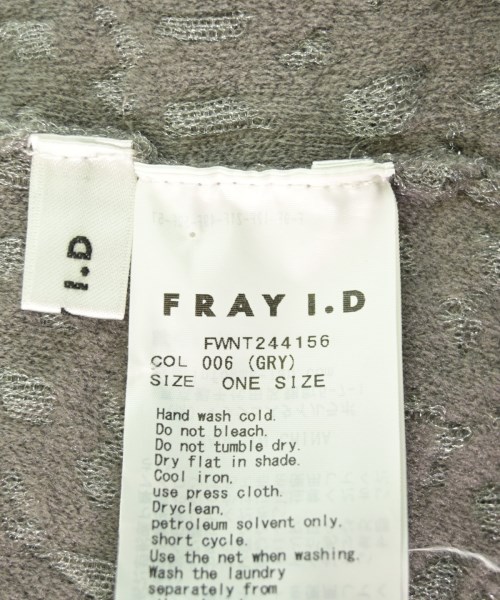 I.D
FRAY I.D
FWNT244156
COL 006 (GRY)
SIZE ONE SIZE
Hand wash cold.
Do not bleach.
Do not tumble dry.
Dry flat in shade.
Cool iron,
use press cloth.
Dryclean,
petroleum solvent only.
short cycle.
Use the net when washing.
Wash the laundry
separately from